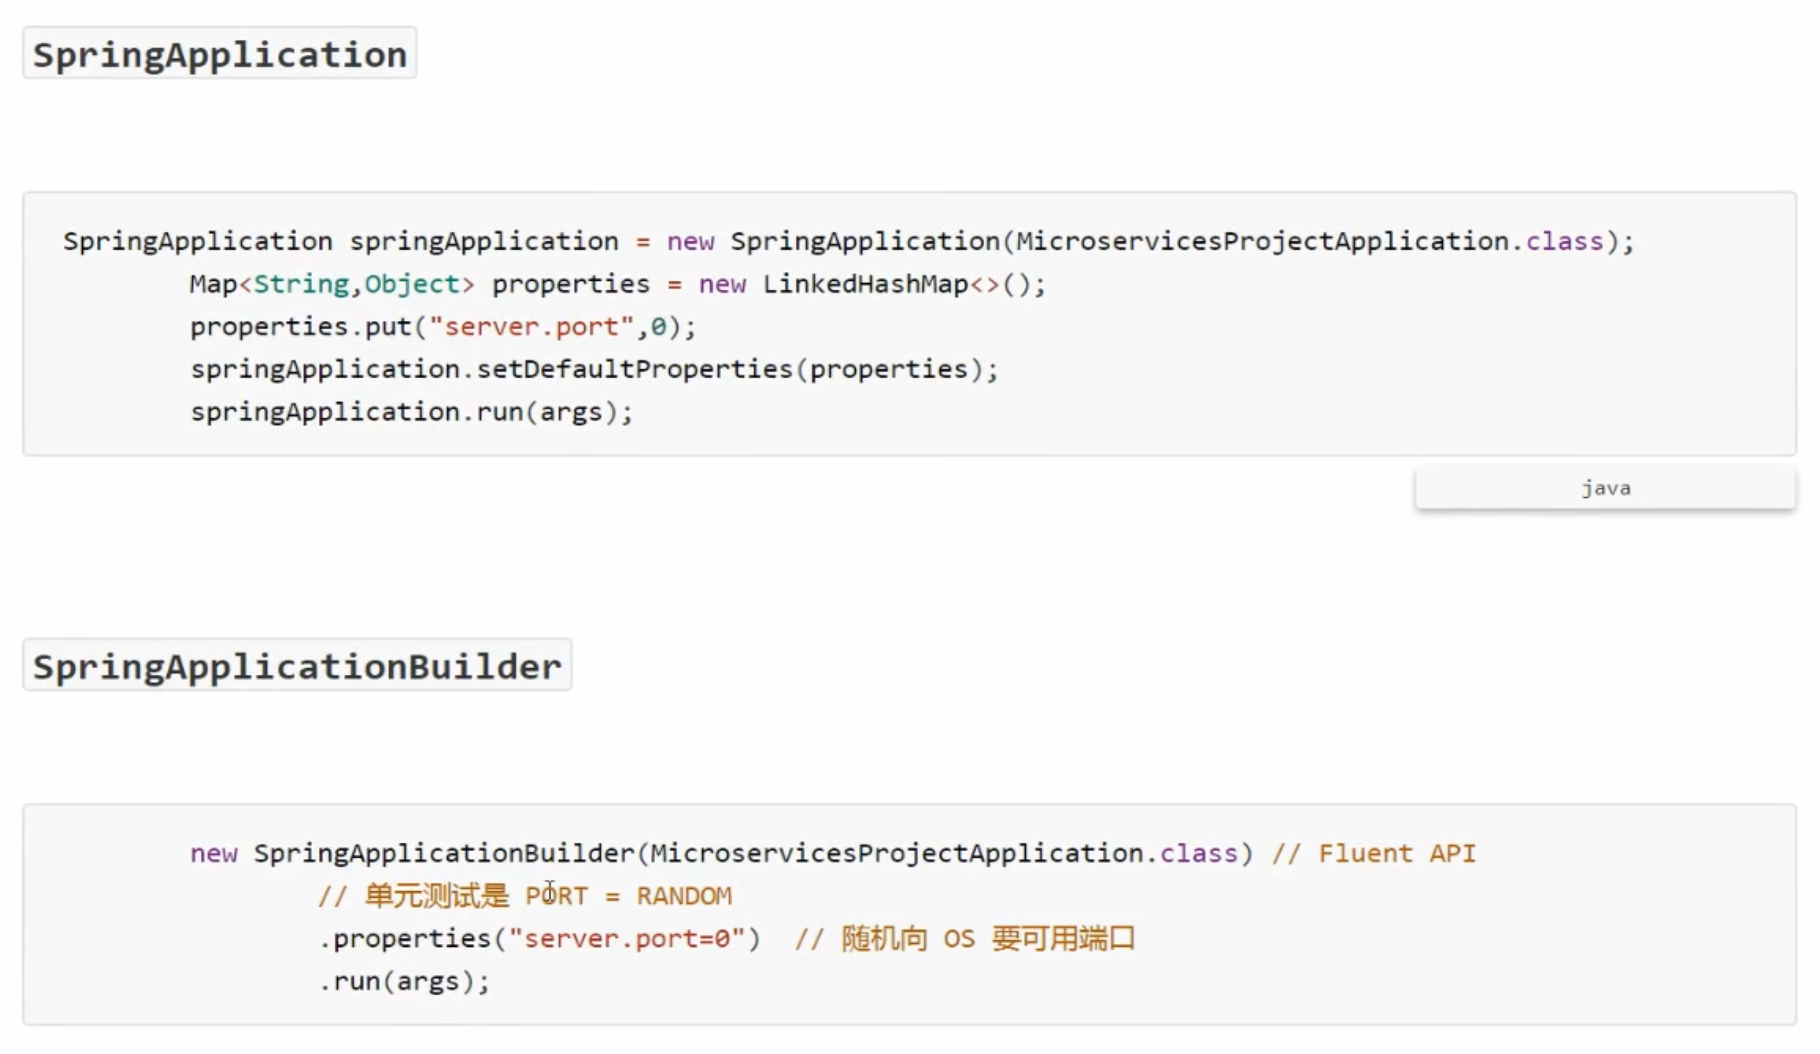 SpringApplication
SpringApplication springApplication = new SpringApplication(MicroservicesProjectApplication.class);
Map<String,Object> properties = new LinkedHashMap<>();
properties.put("server.port",0);
springApplication.setDefaultProperties(properties);
springApplication.run(args);
java
SpringApplicationBuilder
new SpringApplicationBuilder(MicroservicesProjectApplication.class) // Fluent API
// 单元测试是 PORT = RANDOM
.properties("server.port=0")  // 随机向 OS 要可用端口
.run(args);